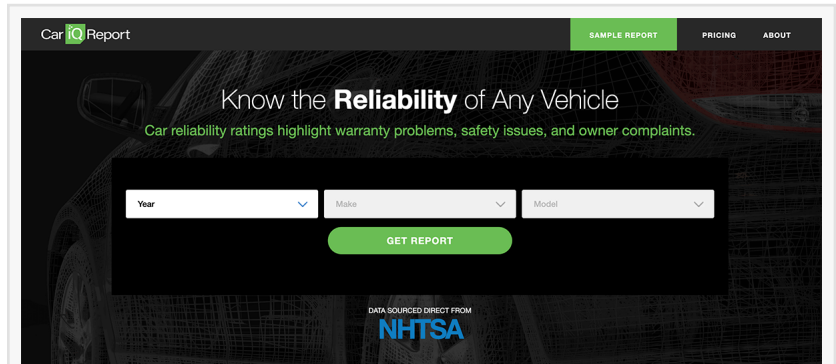 Car iQ Report
SAMPLE REPORT
PRICING
ABOUT
Know the Reliability of Any Vehicle
Car reliability ratings highlight warranty problems, safety issues, and owner complaints.
Year
Make
Model
GET REPORT
DATA SOURCED DIRECT FROM
NHTSA